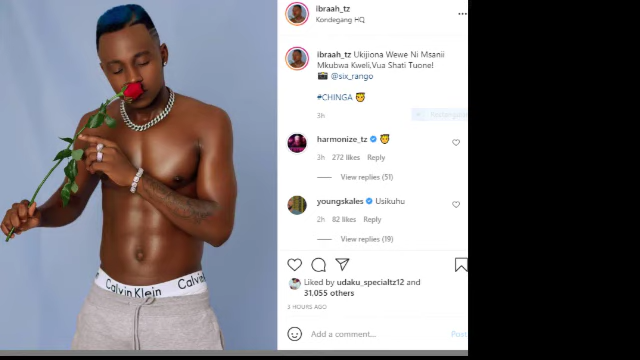 ibraah_tz
Kondegang HQ
ibraah_tz Ukijiona Wewe Ni Msanii
Mkubwa Kweli,Vua Shati Tuone!
@six_rango
#CHINGA
3h
harmonize_tz
3h 272 likes Reply
View replies (51)
youngskales Usikuhu
2h 82 likes Reply
View replies (19)
Liked by udaku_specialtz12 and
31,055 others
3 HOURS AGO
Add a comment...
Post
Calvin Klein Calvin